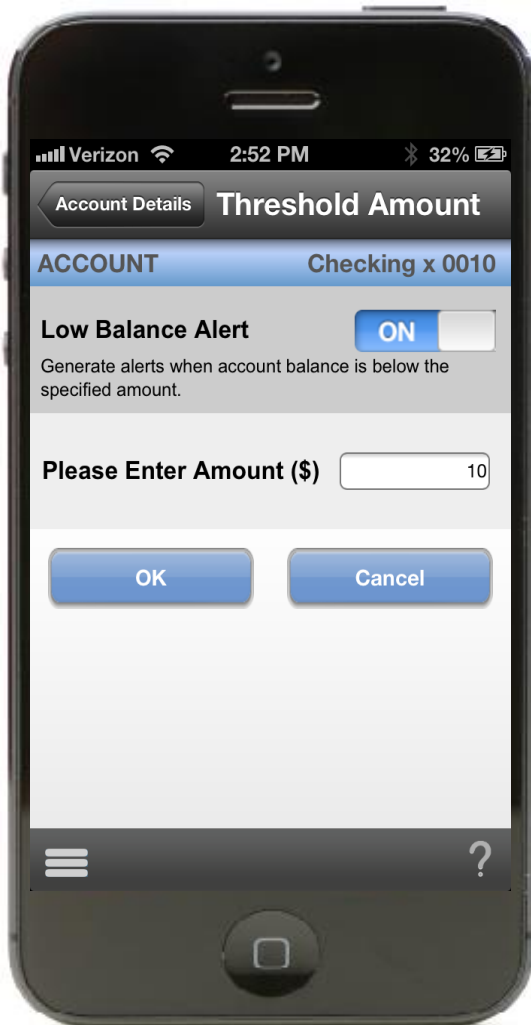 Verizon 2:52 PM 32%
Account Details Threshold Amount
ACCOUNT Checking x 0010
Low Balance Alert ON
Generate alerts when account balance is below the
specified amount.
Please Enter Amount ($) 10
OK Cancel
?